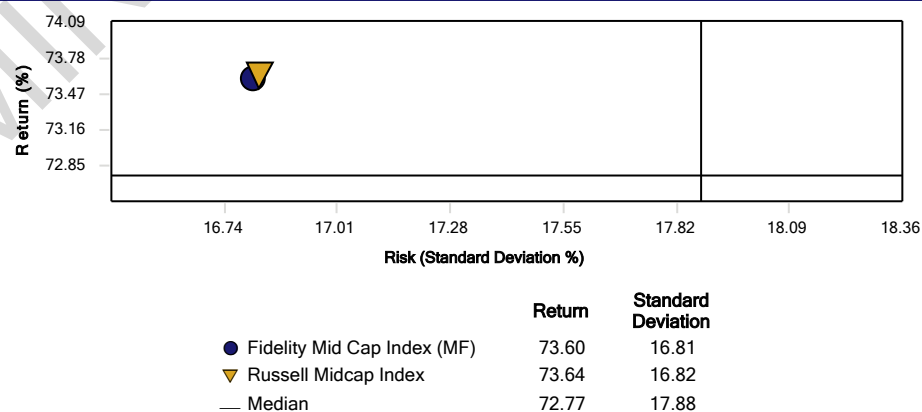 74.09
73.78
73.47
73.16
72.85
Return (%)
16.74 17.01 17.28 17.55 17.82 18.09 18.36
Risk (Standard Deviation %)
Return Standard Deviation
Fidelity Mid Cap Index (MF) 73.60 16.81
Russell Midcap Index 73.64 16.82
Median 72.77 17.88